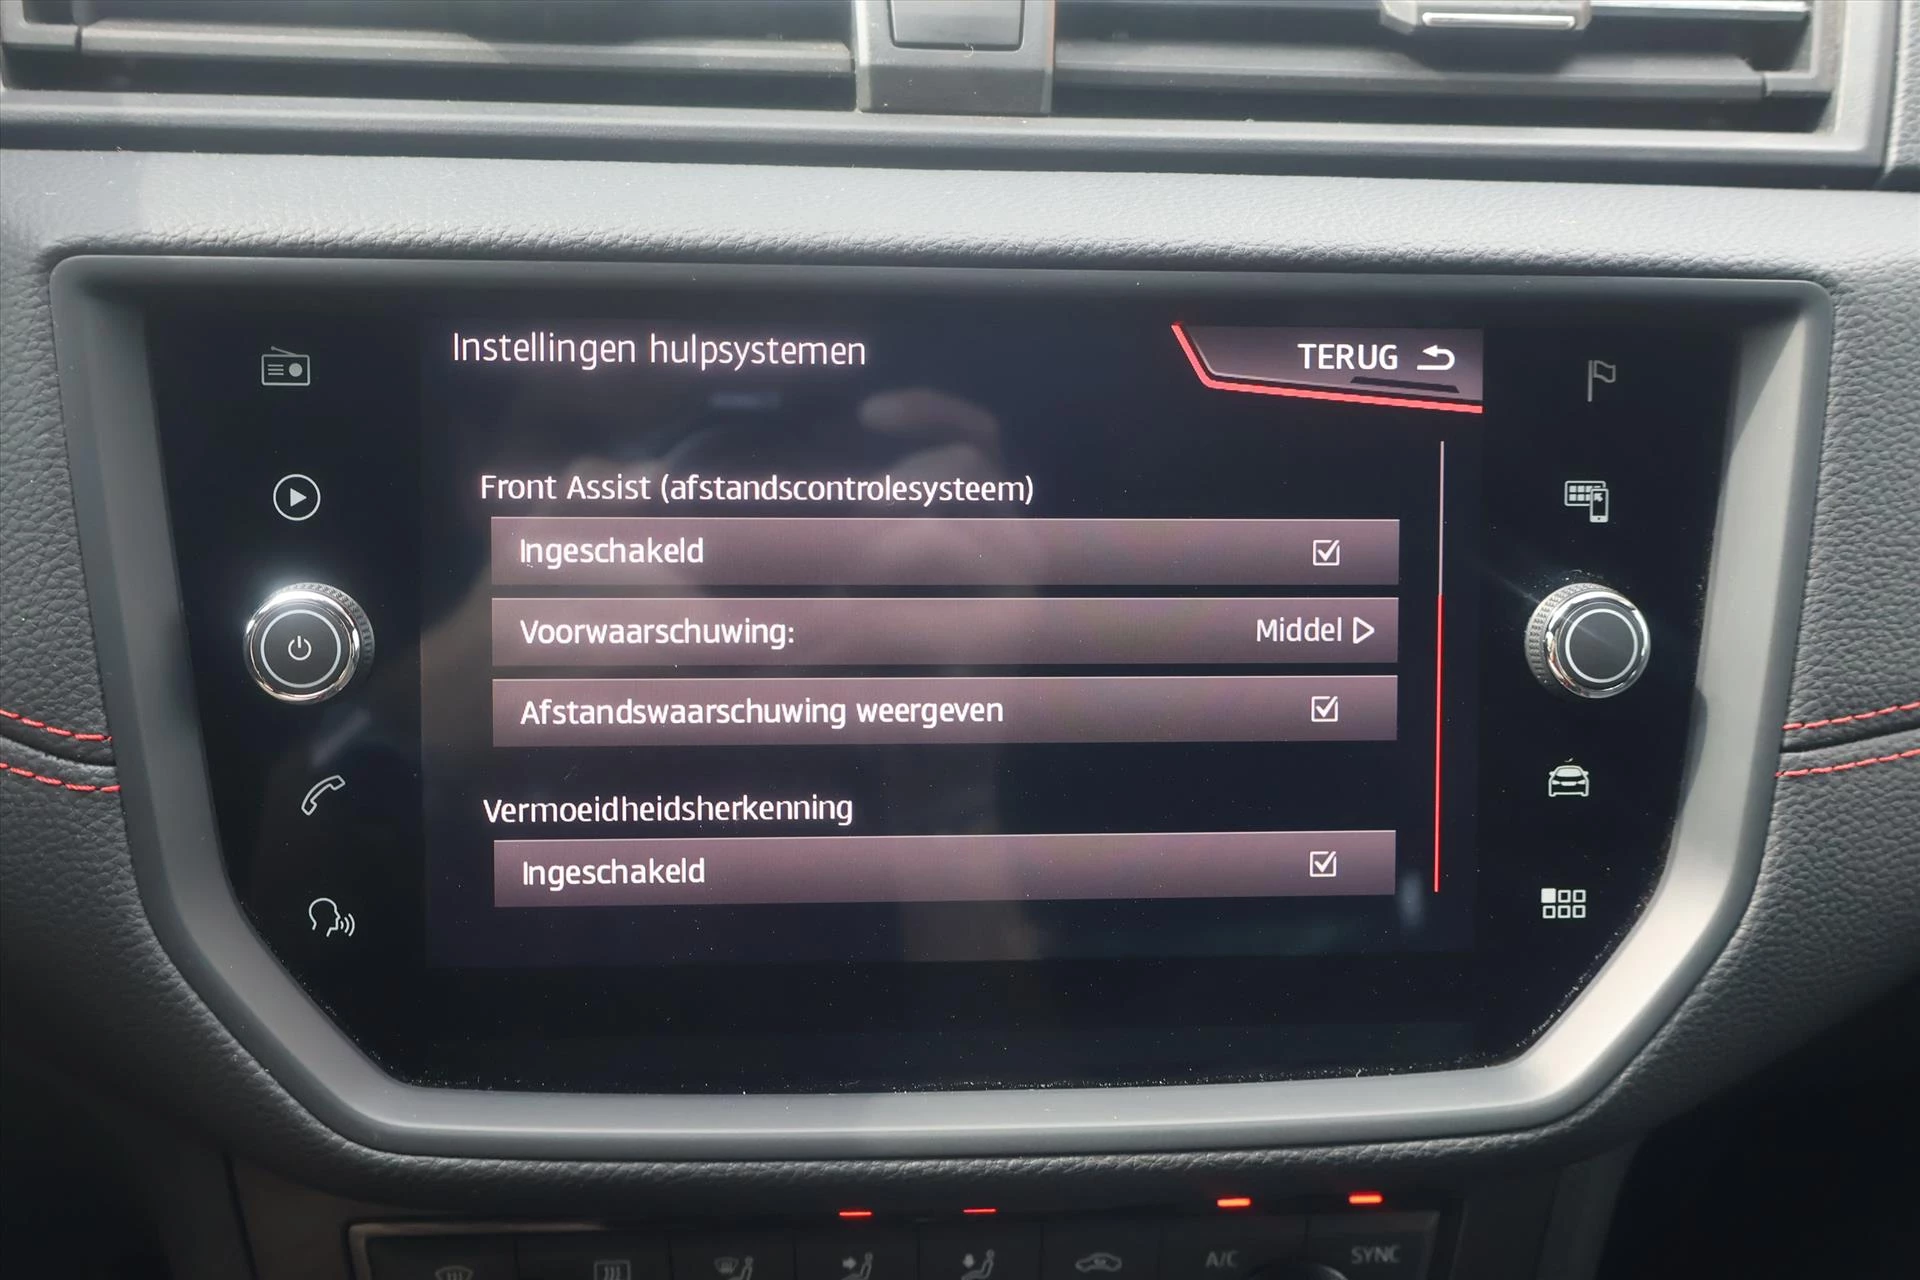 Instellingen hulpsystemen
TERUG
Front Assist (afstandscontrolesysteem)
Ingeschakeld
Voorwaarschuwing: Middel
Afstandswaarschuwing weergeven
Vermoeidheidsherkenning
Ingeschakeld
A/C SYNC